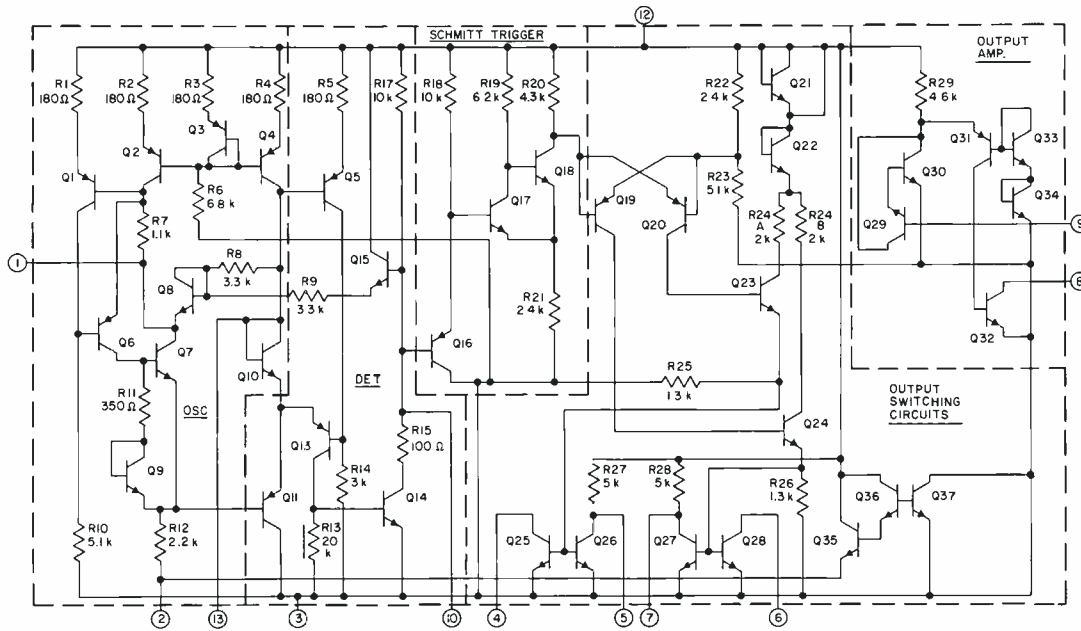 12
SCHMITT TRIGGER
OUTPUT
AMP.
R1
180Ω
R2
180Ω
R3
180Ω
R4
180Ω
R5
180Ω
R17
10k
R18
10k
R19
6.2k
R20
4.3k
R22
24k
Q21
R29
4.6k
Q3
Q2
Q4
Q1
Q5
Q22
Q31
Q33
Q30
R6
6.8k
Q17
Q18
Q19
Q20
R23
51k
Q34
R7
1.1k
R24
A
2k
R24
B
2k
Q29
9
1
R8
3.3k
Q15
Q8
R9
3.3k
R21
24k
Q23
8
Q6
Q7
Q16
Q32
Q10
DET
R25
13k
OUTPUT
SWITCHING
CIRCUITS
R11
350Ω
OSC
Q13
R15
100Ω
Q24
Q9
R14
3k
R27
5k
R28
5k
R26
1.3k
Q36
Q37
Q11
R10
5.1k
R12
2.2k
R13
20
k
Q14
Q25
Q26
Q27
Q28
Q35
2
13
3
10
4
5
7
6